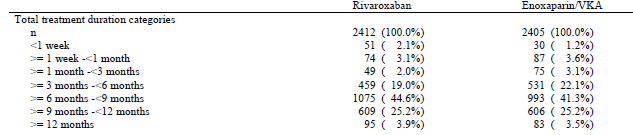 Rivaroxaban Enoxaparin/VKA
Total treatment duration categories
n 2412 (100.0%) 2405 (100.0%)
<1 week 51 ( 2.1%) 30 ( 1.2%)
>= 1 week -<1 month 74 ( 3.1%) 87 ( 3.6%)
>= 1 month -<3 months 49 ( 2.0%) 75 ( 3.1%)
>= 3 months -<6 months 459 ( 19.0%) 531 ( 22.1%)
>= 6 months -<9 months 1075 ( 44.6%) 993 ( 41.3%)
>= 9 months -<12 months 609 ( 25.2%) 606 ( 25.2%)
>= 12 months 95 ( 3.9%) 83 ( 3.5%)